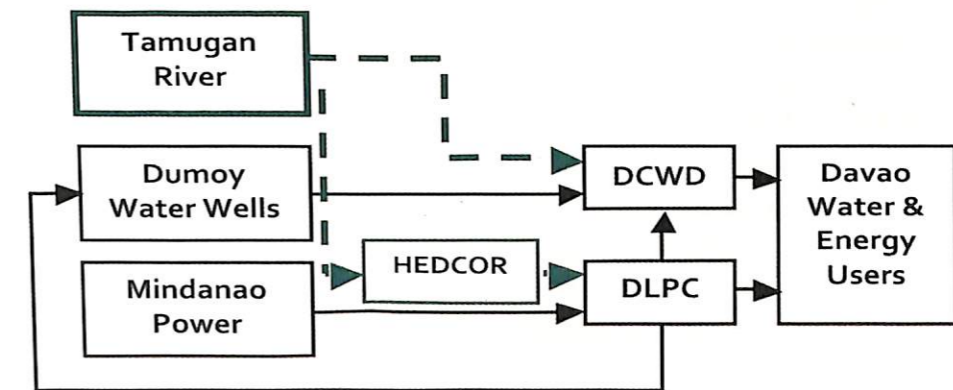 Tamugan
River
Dumoy
Water Wells
Mindanao
Power
HEDCOR
DCWD
DLPC
Davao
Water &
Energy
Users